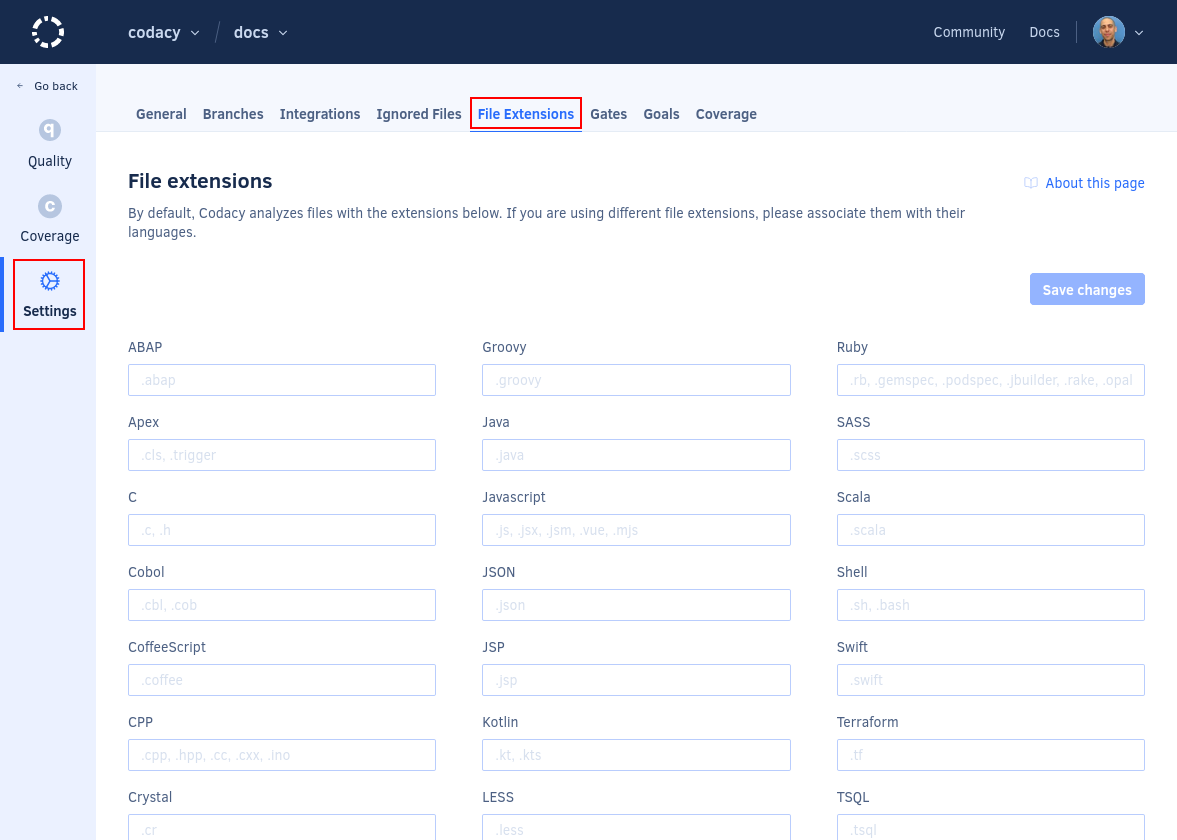 codacy
docs
Community
Docs
Go back
q
Quality
c
Coverage
Settings
General
Branches
Integrations
Ignored Files
File Extensions
Gates
Goals
Coverage
File extensions
About this page
By default, Codacy analyzes files with the extensions below. If you are using different file extensions, please associate them with their
languages.
Save changes
ABAP
.abap
Groovy
.groovy
Ruby
.rb, .gemspec, .podspec, .jbuilder, .rake, .opal
Apex
.cls, .trigger
Java
.java
SASS
.scss
C
.c, .h
Javascript
.js, .jsx, .jsm, .vue, .mjs
Scala
.scala
Cobol
.cbl, .cob
JSON
.json
Shell
.sh, .bash
CoffeeScript
.coffee
JSP
.jsp
Swift
.swift
CPP
.cpp, .hpp, .cc, .cxx, .ino
Kotlin
.kt, .kts
Terraform
.tf
Crystal
.cr
LESS
.less
TSQL
.tsql